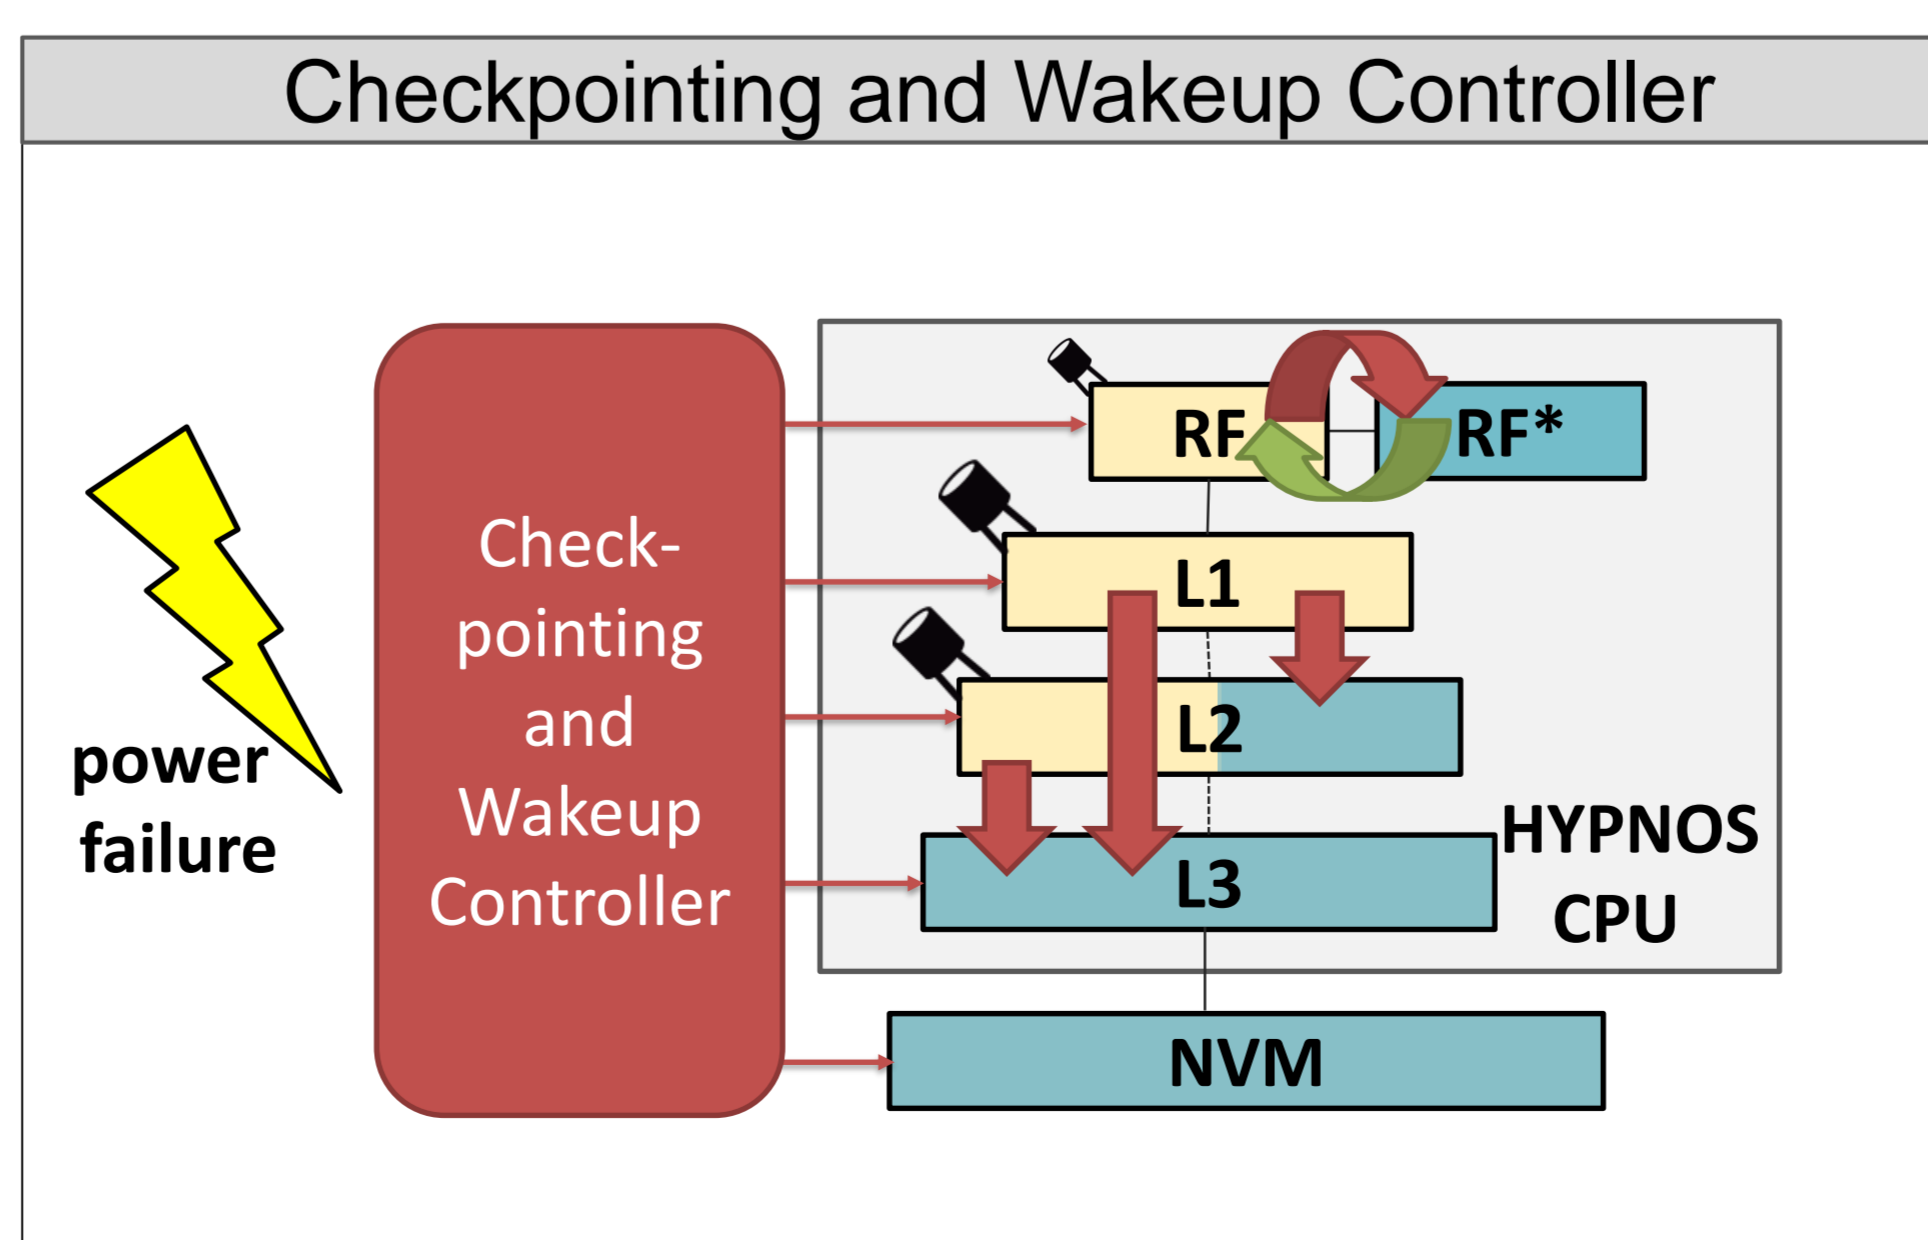 Checkpointing and Wakeup Controller
power
failure
Check-
pointing
and
Wakeup
Controller
RF
RF*
L1
L2
L3
HYPNOS
CPU
NVM